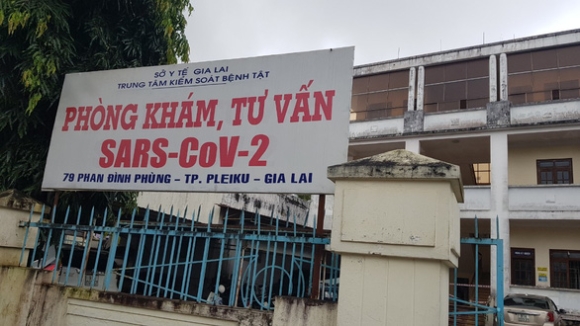 SỞ Y TẾ GIA LAI
TRUNG TÂM KIỂM SOÁT BỆNH TẬT
PHÒNG KHÁM, TƯ VẤN
SARS-CoV-2
79 PHAN ĐÌNH PHÙNG – TP. PLEIKU – GIA LAI